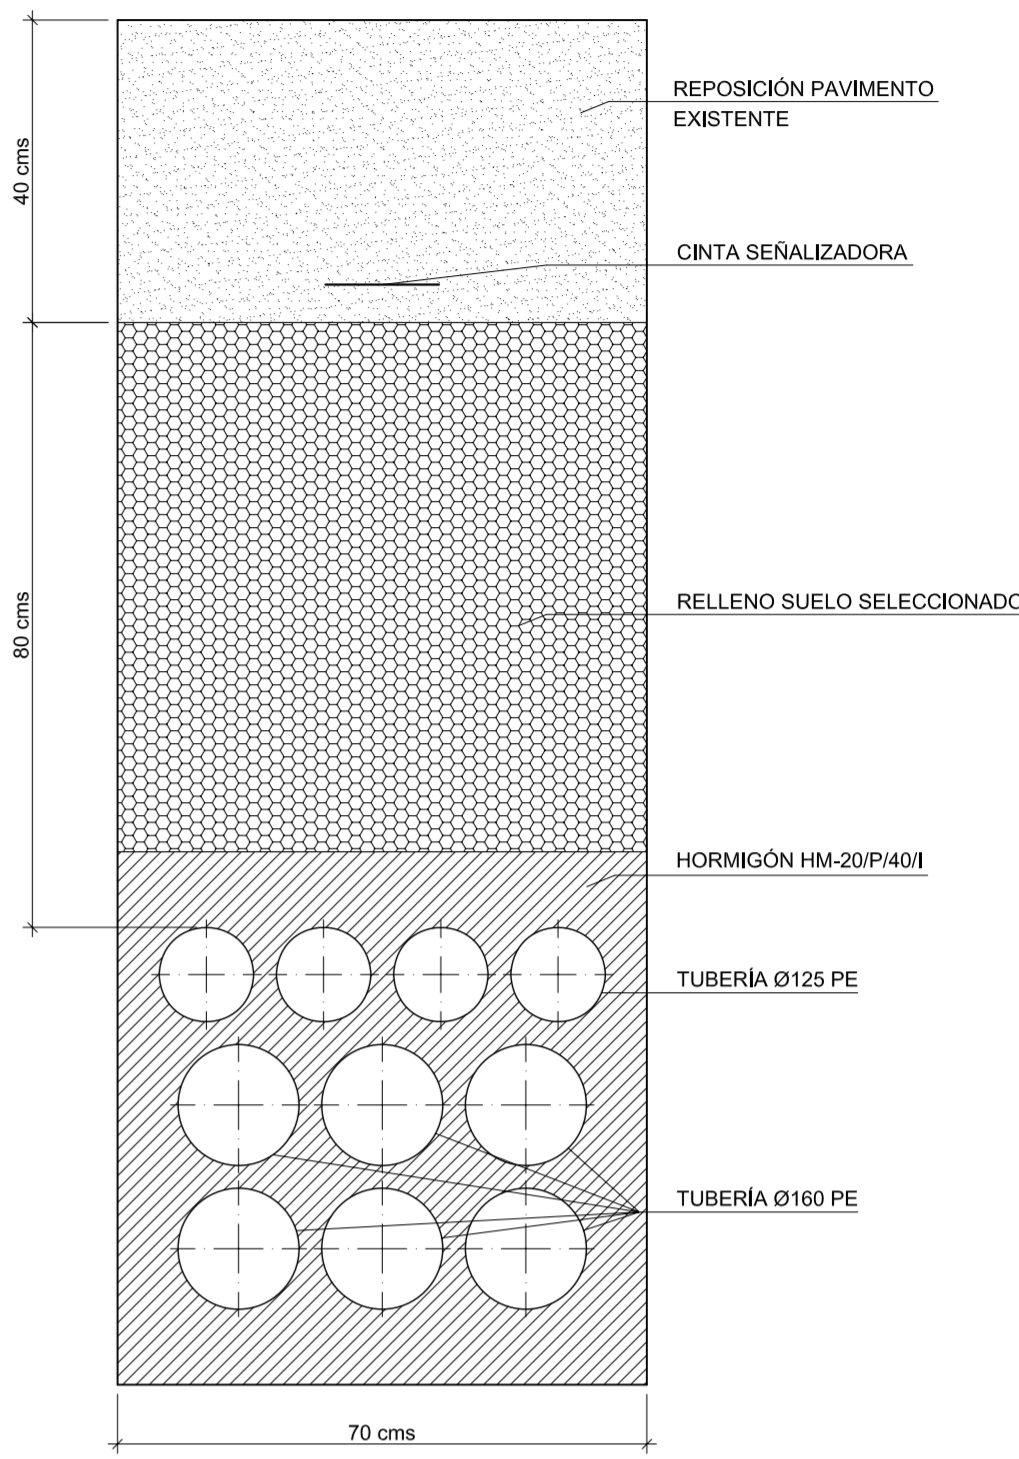 40 cms
REPOSICIÓN PAVIMENTO
EXISTENTE
CINTA SEÑALIZADORA
80 cms
RELLENO SUELO SELECCIONADO
HORMIGÓN HM-20/P/40/I
TUBERÍA Ø125 PE
TUBERÍA Ø160 PE
70 cms